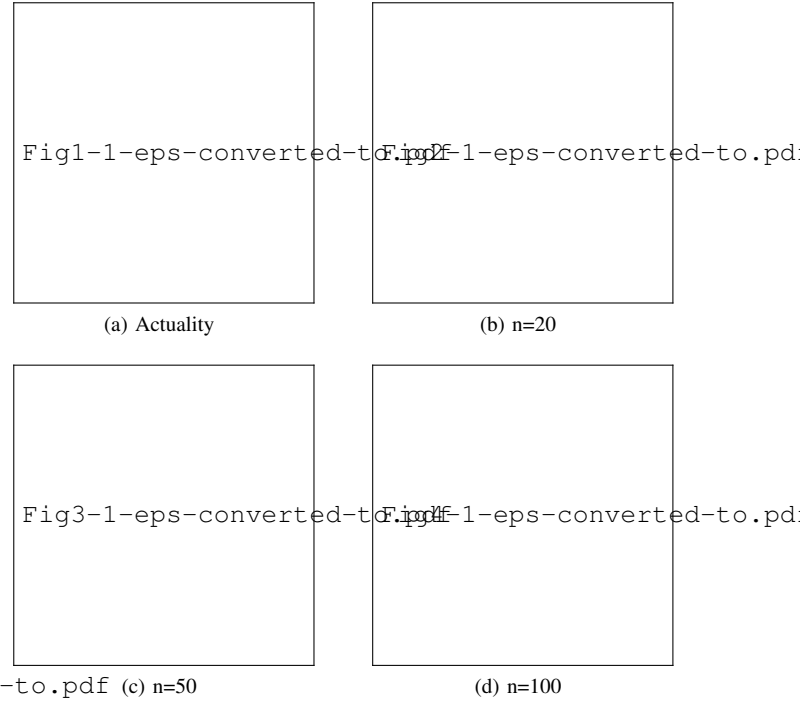 Fig1-1-eps-converted-to.pdf Fig2-1-eps-converted-to.pdf
(a) Actuality (b) n=20
Fig3-1-eps-converted-to.pdf Fig4-1-eps-converted-to.pdf
-to.pdf (c) n=50 (d) n=100